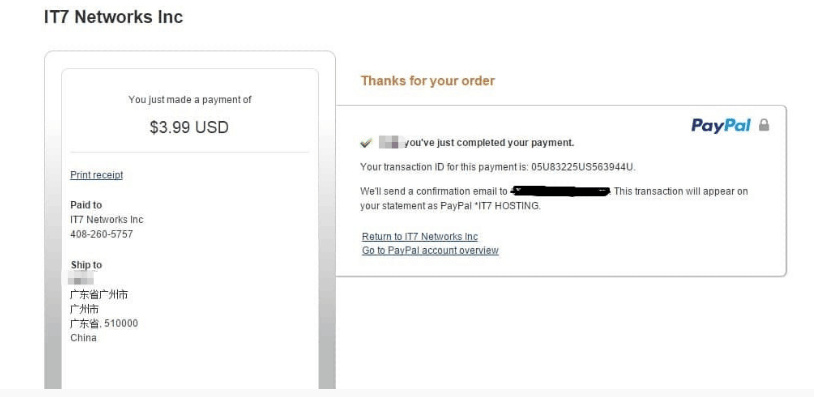 IT7 Networks Inc
You just made a payment of
$3.99 USD
Print receipt
Paid to
IT7 Networks Inc
408-260-5757
Ship to
广东省广州市
广州市
广东省, 510000
China
Thanks for your order
PayPal
you've just completed your payment.
Your transaction ID for this payment is: 05U83225US563944U.
We'll send a confirmation email to This transaction will appear on
your statement as PayPal *IT7 HOSTING.
Return to IT7 Networks Inc
Go to PayPal account overview